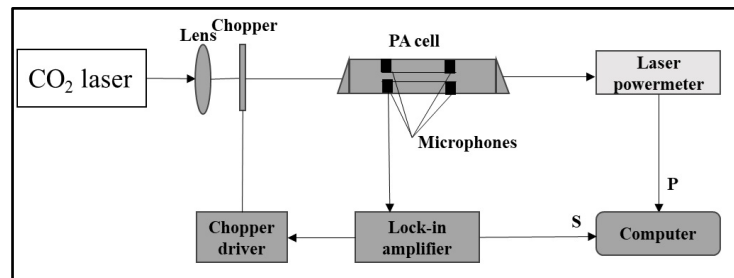 Chopper
Lens
PA cell
CO₂ laser
Laser
powermeter
Microphones
P
S
Chopper
driver
Lock-in
amplifier
Computer